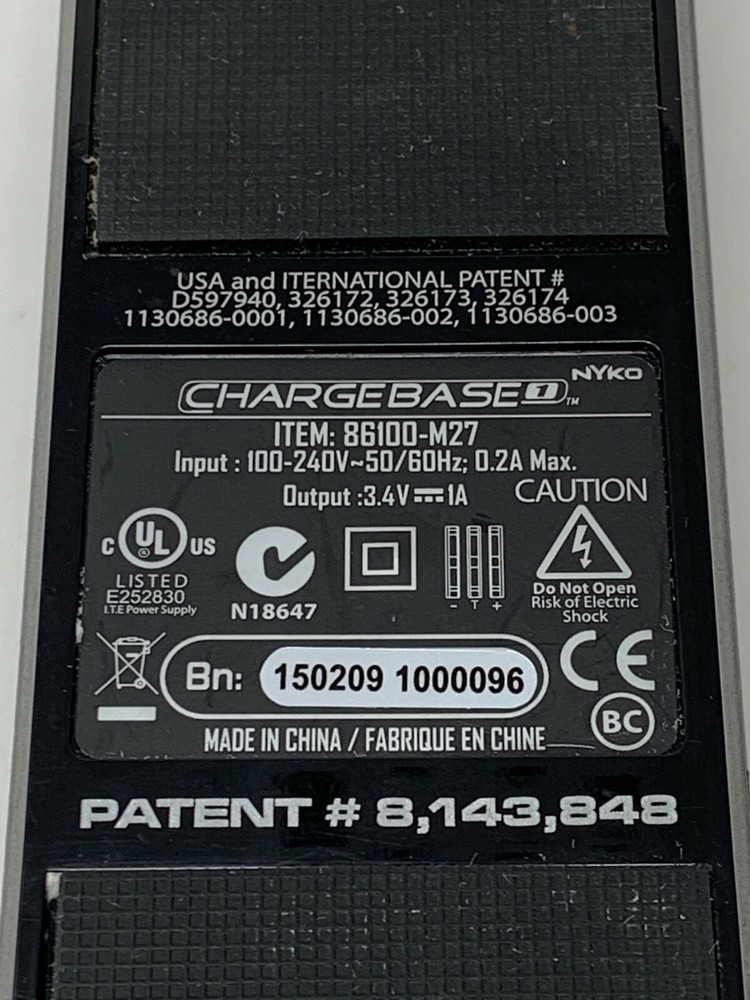 USA and ITERNATIONAL PATENT #
D597940, 326172, 326173, 326174
1130686-0001, 1130686-002, 1130686-003
NYKO
CHARGEBASE 1 ™
ITEM: 86100-M27
Input : 100-240V~50/60Hz; 0.2A Max.
Output :3.4V⎓1A
CAUTION
C UL ® US
LISTED
E252830
I.T.E Power Supply
N18647
- T +
Do Not Open
Risk of Electric
Shock
Bn: 150209 1000096
CE
BC
MADE IN CHINA / FABRIQUE EN CHINE
PATENT # 8,143,848